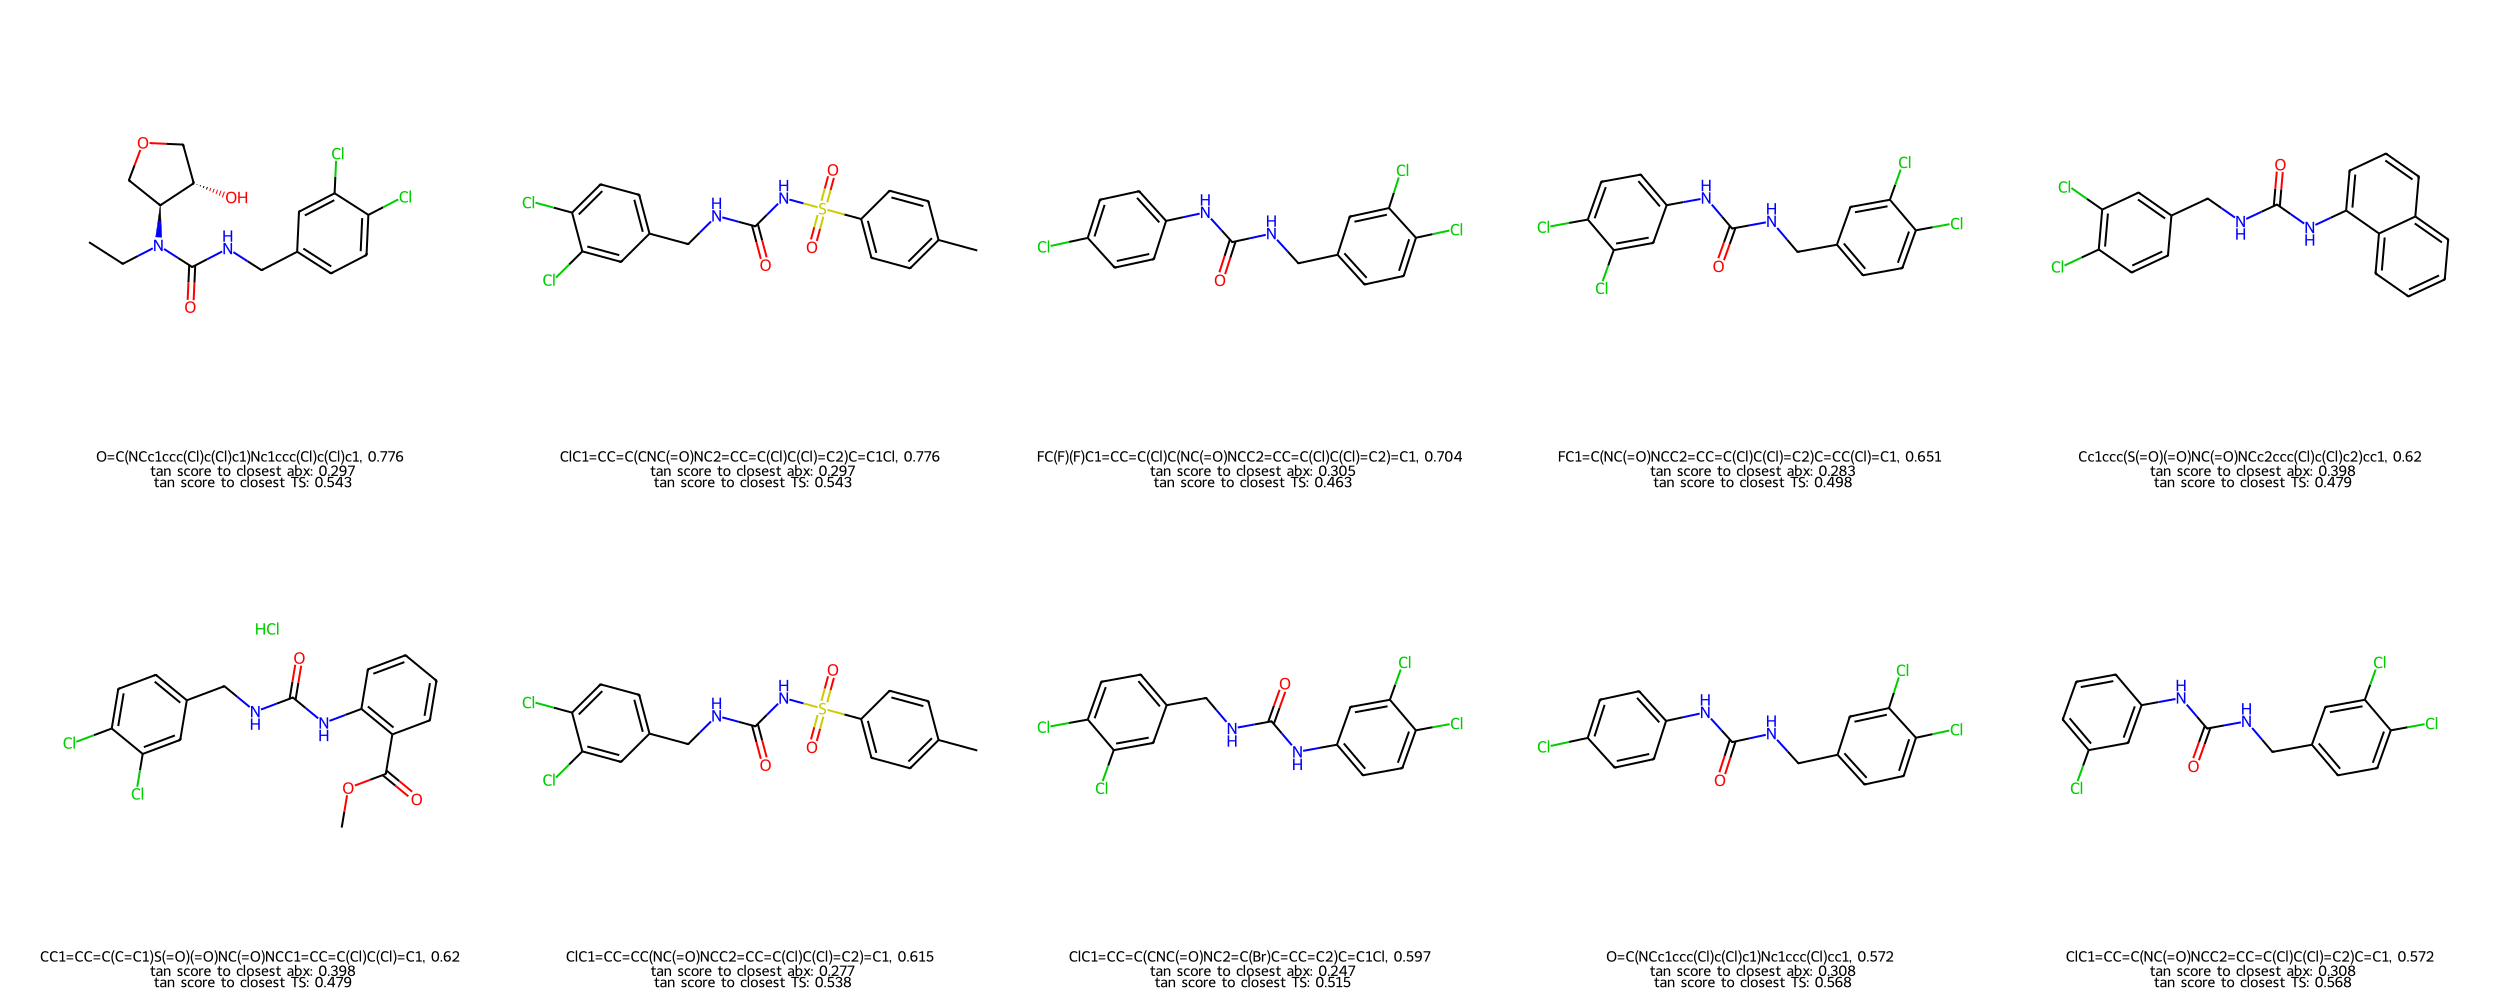 O Cl
OH Cl
H
N N
O
H
Cl N H O
N S
O O
Cl
Cl
H
N H
N Cl
Cl O
Cl
H
N H
N Cl
Cl O
Cl
Cl O
N N
H H
Cl
O=C(NCc1ccc(Cl)c(Cl)c1)Nc1ccc(Cl)c(Cl)c1, 0.776
tan score to closest abx: 0.297
tan score to closest TS: 0.543
ClC1=CC=C(CNC(=O)NC2=CC=C(Cl)C(Cl)=C2)C=C1Cl, 0.776
tan score to closest abx: 0.297
tan score to closest TS: 0.543
FC(F)(F)C1=CC=C(Cl)C(NC(=O)NCC2=CC=C(Cl)C(Cl)=C2)=C1, 0.704
tan score to closest abx: 0.305
tan score to closest TS: 0.463
FC1=C(NC(=O)NCC2=CC=C(Cl)C(Cl)=C2)C=CC(Cl)=C1, 0.651
tan score to closest abx: 0.283
tan score to closest TS: 0.498
Cc1ccc(S(=O)(=O)NC(=O)NCc2ccc(Cl)c(Cl)c2)cc1, 0.62
tan score to closest abx: 0.398
tan score to closest TS: 0.479
HCl
O
N N
H H
Cl
Cl O O
H
Cl N H O
N S
O O
Cl
O Cl
Cl N Cl
H N
H
Cl
Cl
H
N H
N Cl
Cl O
Cl
H
N H
N Cl
O
Cl
CC1=CC=C(C=C1)S(=O)(=O)NC(=O)NCC1=CC=C(Cl)C(Cl)=C1, 0.62
tan score to closest abx: 0.398
tan score to closest TS: 0.479
ClC1=CC=CC(NC(=O)NCC2=CC=C(Cl)C(Cl)=C2)=C1, 0.615
tan score to closest abx: 0.277
tan score to closest TS: 0.538
ClC1=CC=C(CNC(=O)NC2=C(Br)C=CC=C2)C=C1Cl, 0.597
tan score to closest abx: 0.247
tan score to closest TS: 0.515
O=C(NCc1ccc(Cl)c(Cl)c1)Nc1ccc(Cl)cc1, 0.572
tan score to closest abx: 0.308
tan score to closest TS: 0.568
ClC1=CC=C(NC(=O)NCC2=CC=C(Cl)C(Cl)=C2)C=C1, 0.572
tan score to closest abx: 0.308
tan score to closest TS: 0.568